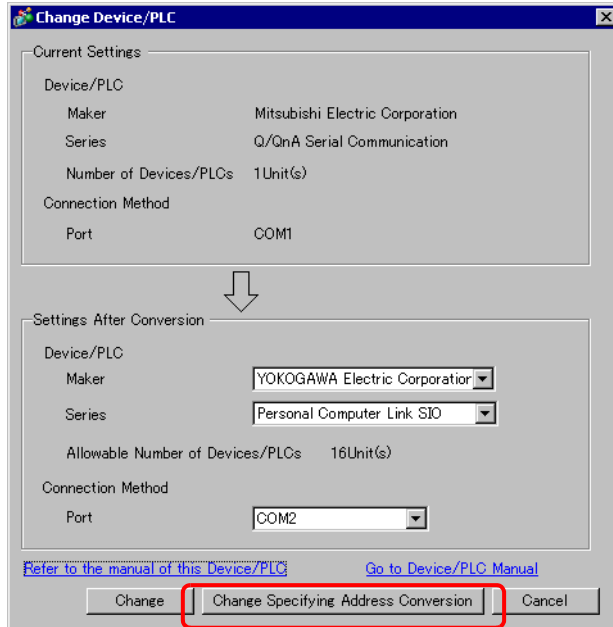 Change Device/PLC
Current Settings
Device/PLC
Maker Mitsubishi Electric Corporation
Series Q/QnA Serial Communication
Number of Devices/PLCs 1Unit(s)
Connection Method
Port COM1
Settings After Conversion
Device/PLC
Maker YOKOGAWA Electric Corporation
Series Personal Computer Link SIO
Allowable Number of Devices/PLCs 16Unit(s)
Connection Method
Port COM2
Refer to the manual of this Device/PLC Go to Device/PLC Manual
Change Change Specifying Address Conversion Cancel